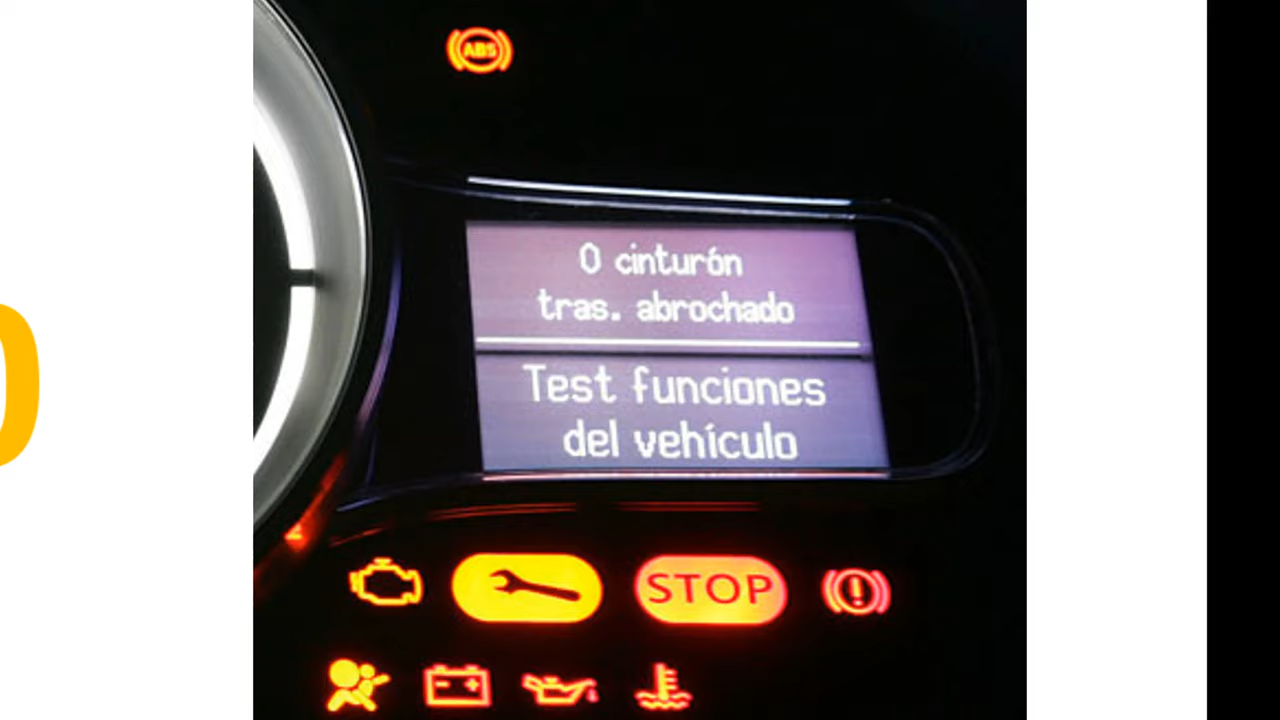 ABS
0 cinturón
tras. abrochado
Test funciones
del vehículo
STOP